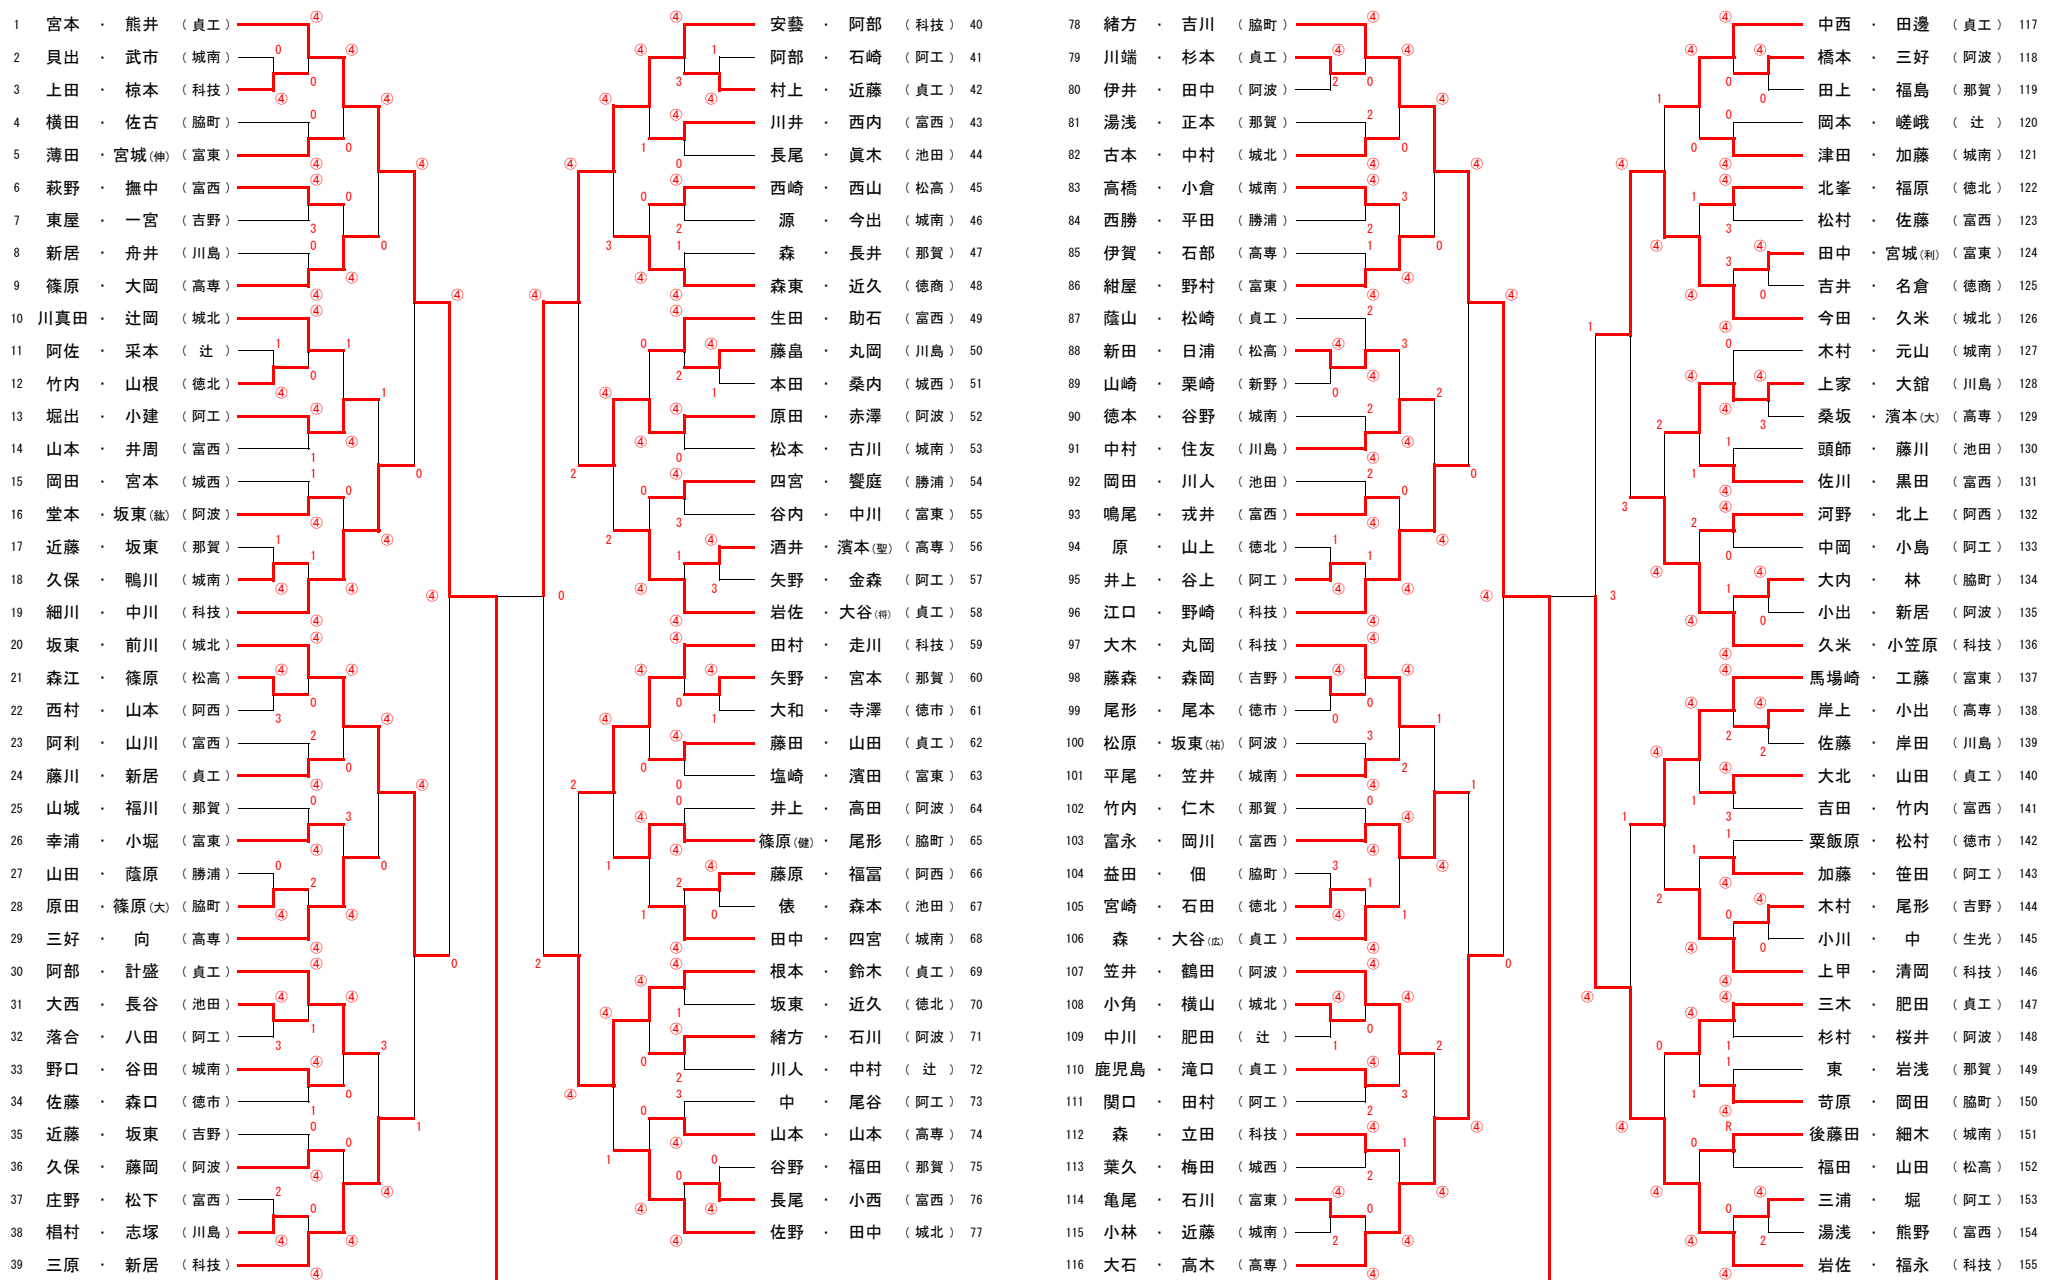 1 宮本 ・ 熊井 （貞工）
2 貝出 ・ 武市 （城南）
3 上田 ・ 椋本 （科技）
4 横田 ・ 佐古 （脇町）
5 薄田 ・ 宮城(伸) （富東）
6 萩野 ・ 撫中 （富西）
7 東屋 ・ 一宮 （吉野）
8 新居 ・ 舟井 （川島）
9 篠原 ・ 大岡 （高専）
10 川真田 ・ 辻岡 （城北）
11 阿佐 ・ 采本 （ 辻 ）
12 竹内 ・ 山根 （徳北）
13 堀出 ・ 小建 （阿工）
14 山本 ・ 井周 （富西）
15 岡田 ・ 宮本 （城西）
16 堂本 ・ 坂東(紘) （阿波）
17 近藤 ・ 坂東 （那賀）
18 久保 ・ 鴨川 （城南）
19 細川 ・ 中川 （科技）
20 坂東 ・ 前川 （城北）
21 森江 ・ 篠原 （松高）
22 西村 ・ 山本 （阿西）
23 阿利 ・ 山川 （富西）
24 藤川 ・ 新居 （貞工）
25 山城 ・ 福川 （那賀）
26 幸浦 ・ 小堀 （富東）
27 山田 ・ 蔭原 （勝浦）
28 原田 ・ 篠原(大) （脇町）
29 三好 ・ 向 （高専）
30 阿部 ・ 計盛 （貞工）
31 大西 ・ 長谷 （池田）
32 落合 ・ 八田 （阿工）
33 野口 ・ 谷田 （城南）
34 佐藤 ・ 森口 （徳市）
35 近藤 ・ 坂東 （吉野）
36 久保 ・ 藤岡 （阿波）
37 庄野 ・ 松下 （富西）
38 椙村 ・ 志塚 （川島）
39 三原 ・ 新居 （科技）
安藝 ・ 阿部 （科技） 40
阿部 ・ 石崎 （阿工） 41
村上 ・ 近藤 （貞工） 42
川井 ・ 西内 （富西） 43
長尾 ・ 眞木 （池田） 44
西崎 ・ 西山 （松高） 45
源 ・ 今出 （城南） 46
森 ・ 長井 （那賀） 47
森東 ・ 近久 （徳商） 48
生田 ・ 助石 （富西） 49
藤畠 ・ 丸岡 （川島） 50
本田 ・ 桑内 （城西） 51
原田 ・ 赤澤 （阿波） 52
松本 ・ 古川 （城南） 53
四宮 ・ 饗庭 （勝浦） 54
谷内 ・ 中川 （富東） 55
酒井 ・ 濱本(聖) （高専） 56
矢野 ・ 金森 （阿工） 57
岩佐 ・ 大谷(将) （貞工） 58
田村 ・ 走川 （科技） 59
矢野 ・ 宮本 （那賀） 60
大和 ・ 寺澤 （徳市） 61
藤田 ・ 山田 （貞工） 62
塩崎 ・ 濱田 （富東） 63
井上 ・ 高田 （阿波） 64
篠原(健) ・ 尾形 （脇町） 65
藤原 ・ 福冨 （阿西） 66
俵 ・ 森本 （池田） 67
田中 ・ 四宮 （城南） 68
根本 ・ 鈴木 （貞工） 69
坂東 ・ 近久 （徳北） 70
緒方 ・ 石川 （阿波） 71
川人 ・ 中村 （ 辻 ） 72
中 ・ 尾谷 （阿工） 73
山本 ・ 山本 （高専） 74
谷野 ・ 福田 （那賀） 75
長尾 ・ 小西 （富西） 76
佐野 ・ 田中 （城北） 77
78 緒方 ・ 吉川 （脇町）
79 川端 ・ 杉本 （貞工）
80 伊井 ・ 田中 （阿波）
81 湯浅 ・ 正本 （那賀）
82 古本 ・ 中村 （城北）
83 高橋 ・ 小倉 （城南）
84 西勝 ・ 平田 （勝浦）
85 伊賀 ・ 石部 （高専）
86 紺屋 ・ 野村 （富東）
87 蔭山 ・ 松崎 （貞工）
88 新田 ・ 日浦 （松高）
89 山崎 ・ 栗崎 （新野）
90 徳本 ・ 谷野 （城南）
91 中村 ・ 住友 （川島）
92 岡田 ・ 川人 （池田）
93 鳴尾 ・ 戎井 （富西）
94 原 ・ 山上 （徳北）
95 井上 ・ 谷上 （阿工）
96 江口 ・ 野崎 （科技）
97 大木 ・ 丸岡 （科技）
98 藤森 ・ 森岡 （吉野）
99 尾形 ・ 尾本 （徳市）
100 松原 ・ 坂東(祐) （阿波）
101 平尾 ・ 笠井 （城南）
102 竹内 ・ 仁木 （那賀）
103 富永 ・ 岡川 （富西）
104 益田 ・ 佃 （脇町）
105 宮崎 ・ 石田 （徳北）
106 森 ・ 大谷(広) （貞工）
107 笠井 ・ 鶴田 （阿波）
108 小角 ・ 横山 （城北）
109 中川 ・ 肥田 （ 辻 ）
110 鹿児島 ・ 滝口 （貞工）
111 関口 ・ 田村 （阿工）
112 森 ・ 立田 （科技）
113 葉久 ・ 梅田 （城西）
114 亀尾 ・ 石川 （富東）
115 小林 ・ 近藤 （城南）
116 大石 ・ 高木 （高専）
中西 ・ 田邊 （貞工） 117
橋本 ・ 三好 （阿波） 118
田上 ・ 福島 （那賀） 119
岡本 ・ 嵯峨 （ 辻 ） 120
津田 ・ 加藤 （城南） 121
北峯 ・ 福原 （徳北） 122
松村 ・ 佐藤 （富西） 123
田中 ・ 宮城(利) （富東） 124
吉井 ・ 名倉 （徳商） 125
今田 ・ 久米 （城北） 126
木村 ・ 元山 （城南） 127
上家 ・ 大舘 （川島） 128
桑坂 ・ 濱本(大) （高専） 129
頭師 ・ 藤川 （池田） 130
佐川 ・ 黒田 （富西） 131
河野 ・ 北上 （阿西） 132
中岡 ・ 小島 （阿工） 133
大内 ・ 林 （脇町） 134
小出 ・ 新居 （阿波） 135
久米 ・ 小笠原 （科技） 136
馬場崎 ・ 工藤 （富東） 137
岸上 ・ 小出 （高専） 138
佐藤 ・ 岸田 （川島） 139
大北 ・ 山田 （貞工） 140
吉田 ・ 竹内 （富西） 141
粟飯原 ・ 松村 （徳市） 142
加藤 ・ 笹田 （阿工） 143
木村 ・ 尾形 （吉野） 144
小川 ・ 中 （生光） 145
上甲 ・ 清岡 （科技） 146
三木 ・ 肥田 （貞工） 147
杉村 ・ 桜井 （阿波） 148
東 ・ 岩浅 （那賀） 149
苛原 ・ 岡田 （脇町） 150
後藤田 ・ 細木 （城南） 151
福田 ・ 山田 （松高） 152
三浦 ・ 堀 （阿工） 153
湯浅 ・ 熊野 （富西） 154
岩佐 ・ 福永 （科技） 155